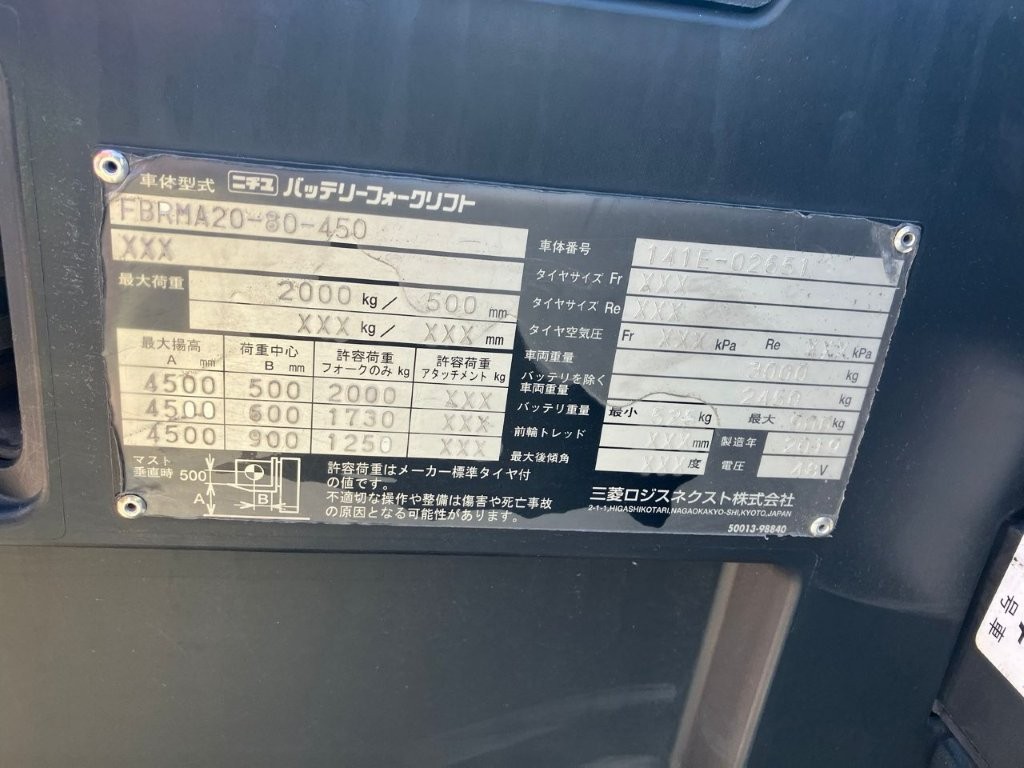 車体型式 ニチユ バッテリーフォークリフト
FBRMA20-80-450
XXX
最大荷重 2000 kg/ 500 mm
XXX kg/ XXX mm
最大揚高 A mm 荷重中心 B mm 許容荷重 フォークのみ kg 許容荷重 アタッチメント kg
4500 500 2000 XXX
4500 600 1730 XXX
4500 900 1250 XXX
マスト垂直時 500 A B
許容荷重はメーカー標準タイヤ付
の値です。
不適切な操作や整備は傷害や死亡事故
の原因となる可能性があります。
車体番号 141E-02651
タイヤサイズ Fr XXX
タイヤサイズ Re XXX
タイヤ空気圧 Fr XXX kPa Re XXX kPa
車両重量 3000 kg
バッテリを除く車両重量 kg
バッテリ重量 最小 kg 最大 kg
前輪トレッド XXX mm 製造年 2019
最大後傾角 XXX 度 電圧 48 V
三菱ロジスネクスト株式会社
2-1-1,HIGASHIKOTARI,NAGAOKAKYO-SHI,KYOTO,JAPAN
50013-98840
号車